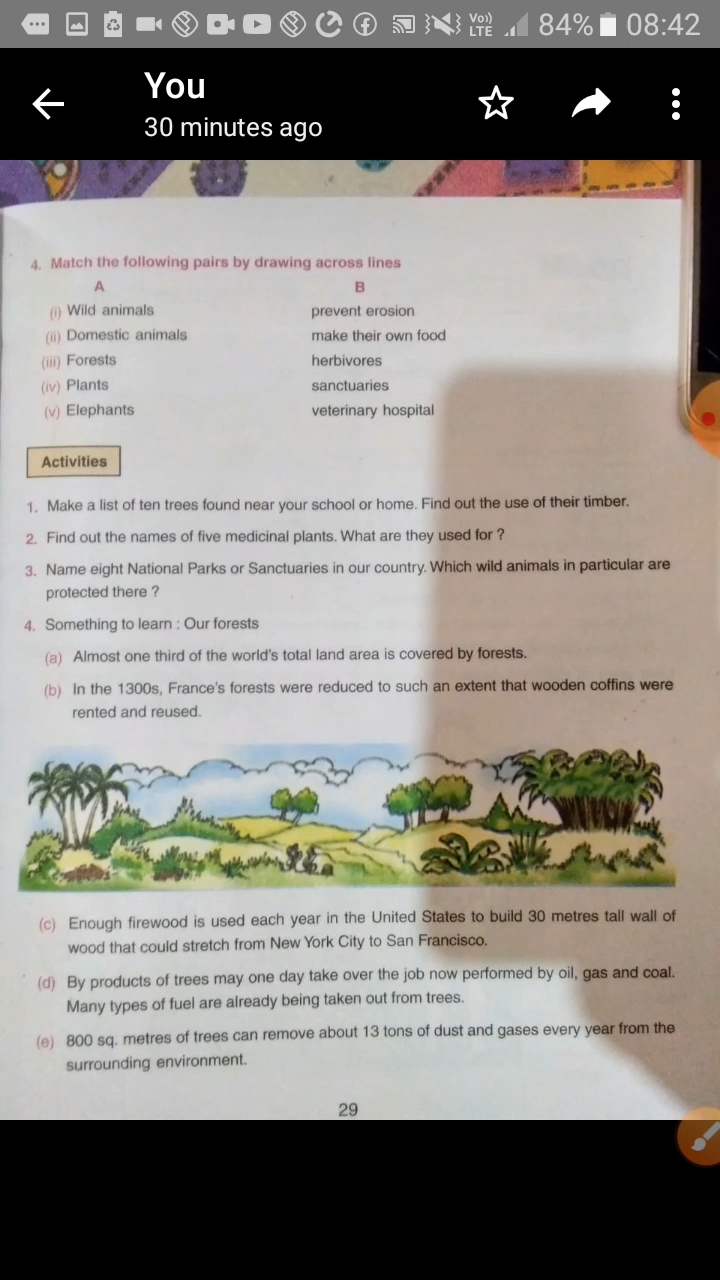 Vo))
LTE
84%
08:42
You
30 minutes ago
4. Match the following pairs by drawing across lines
A B
(i) Wild animals prevent erosion
(ii) Domestic animals make their own food
(iii) Forests herbivores
(iv) Plants sanctuaries
(v) Elephants veterinary hospital
Activities
1. Make a list of ten trees found near your school or home. Find out the use of their timber.
2. Find out the names of five medicinal plants. What are they used for ?
3. Name eight National Parks or Sanctuaries in our country. Which wild animals in particular are
protected there ?
4. Something to learn : Our forests
(a) Almost one third of the world's total land area is covered by forests.
(b) In the 1300s, France's forests were reduced to such an extent that wooden coffins were
rented and reused.
(c) Enough firewood is used each year in the United States to build 30 metres tall wall of
wood that could stretch from New York City to San Francisco.
(d) By products of trees may one day take over the job now performed by oil, gas and coal.
Many types of fuel are already being taken out from trees.
(e) 800 sq. metres of trees can remove about 13 tons of dust and gases every year from the
surrounding environment.
29